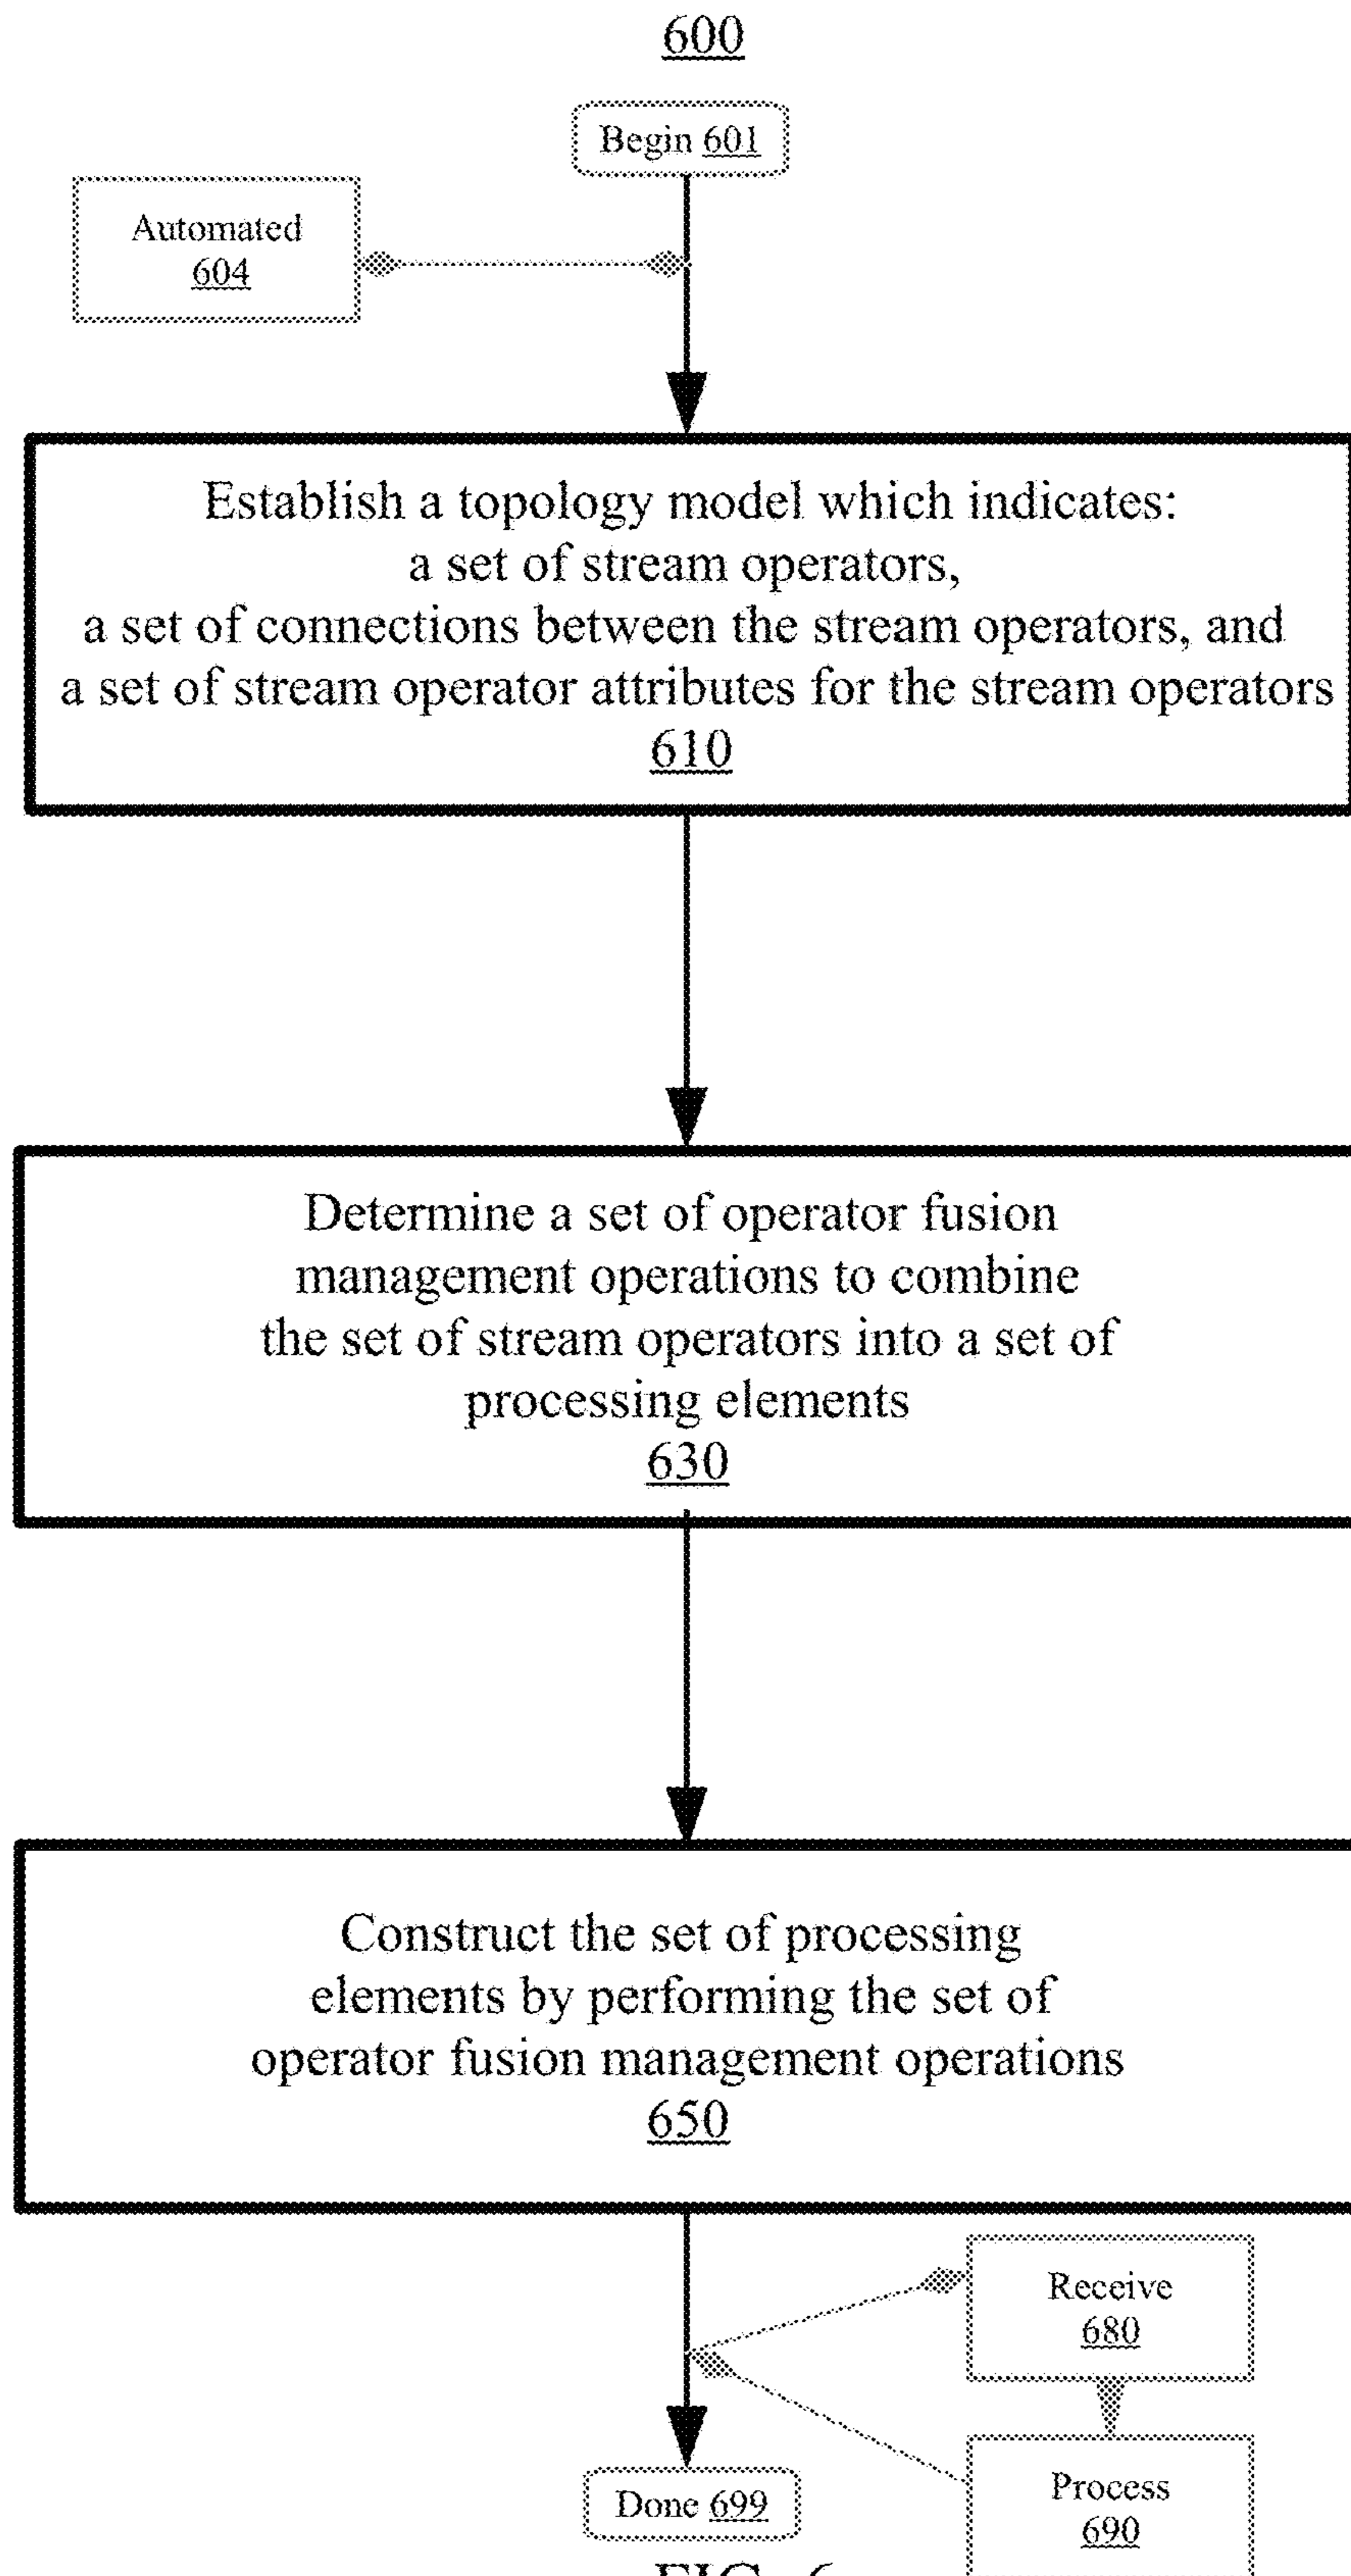 600
Begin 601
Automated
604
Establish a topology model which indicates:
a set of stream operators,
a set of connections between the stream operators, and
a set of stream operator attributes for the stream operators
610
Determine a set of operator fusion
management operations to combine
the set of stream operators into a set of
processing elements
630
Construct the set of processing
elements by performing the set of
operator fusion management operations
650
Receive
680
Process
690
Done 699
FIG. 6